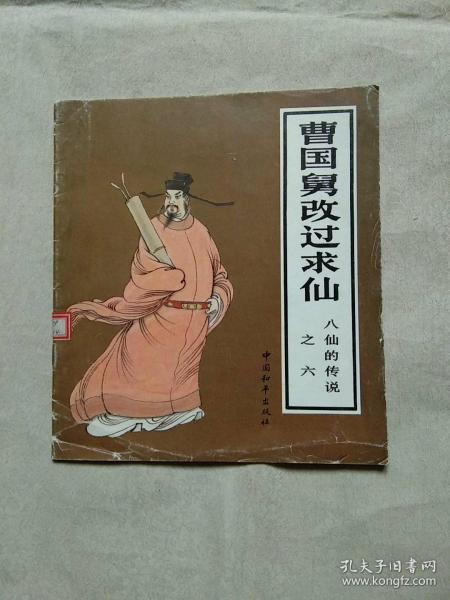 曹国舅改过求仙
八仙的传说
之六
中国和平出版社
孔夫子旧书网
www.kongfz.com